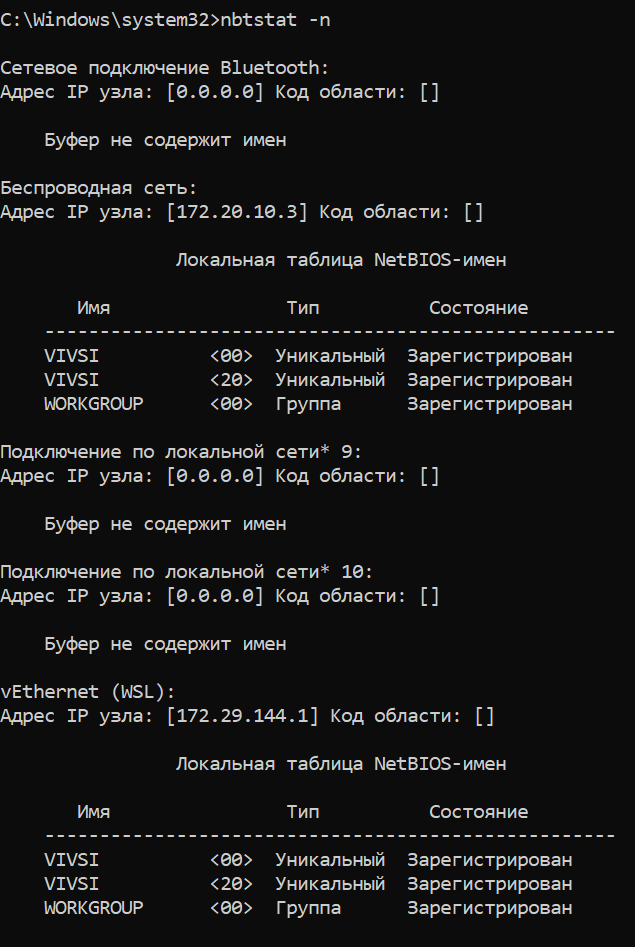 C:\Windows\system32>nbtstat -n
Сетевое подключение Bluetooth:
Адрес IP узла: [0.0.0.0] Код области: []
Буфер не содержит имен
Беспроводная сеть:
Адрес IP узла: [172.20.10.3] Код области: []
Локальная таблица NetBIOS-имен
Имя Тип Состояние
----------------------------------------------------
VIVSI <00> Уникальный Зарегистрирован
VIVSI <20> Уникальный Зарегистрирован
WORKGROUP <00> Группа Зарегистрирован
Подключение по локальной сети* 9:
Адрес IP узла: [0.0.0.0] Код области: []
Буфер не содержит имен
Подключение по локальной сети* 10:
Адрес IP узла: [0.0.0.0] Код области: []
Буфер не содержит имен
vEthernet (WSL):
Адрес IP узла: [172.29.144.1] Код области: []
Локальная таблица NetBIOS-имен
Имя Тип Состояние
----------------------------------------------------
VIVSI <00> Уникальный Зарегистрирован
VIVSI <20> Уникальный Зарегистрирован
WORKGROUP <00> Группа Зарегистрирован